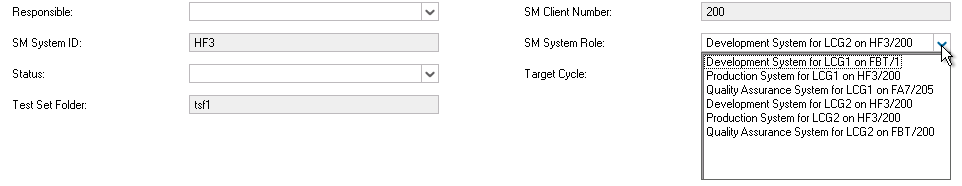 Responsible:
SM Client Number: 200
SM System ID: HF3
SM System Role: Development System for LCG2 on HF3/200
Status:
Target Cycle:
Test Set Folder: tsf1
Development System for LCG1 on FBT/1
Production System for LCG1 on HF3/200
Quality Assurance System for LCG1 on FA7/205
Development System for LCG2 on HF3/200
Production System for LCG2 on HF3/200
Quality Assurance System for LCG2 on FBT/200